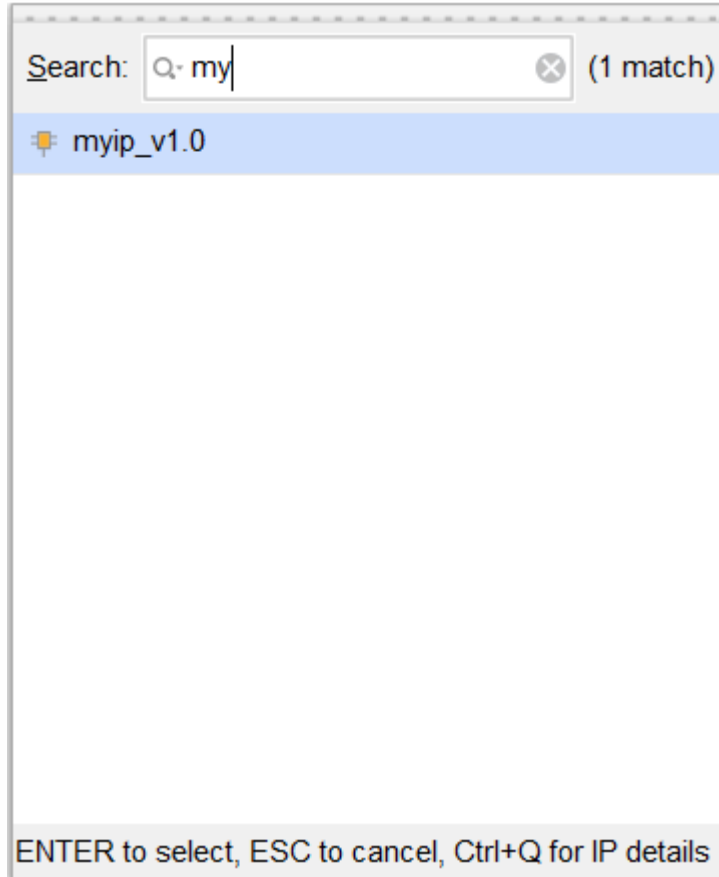 Search: my (1 match)
myip_v1.0
ENTER to select, ESC to cancel, Ctrl+Q for IP details